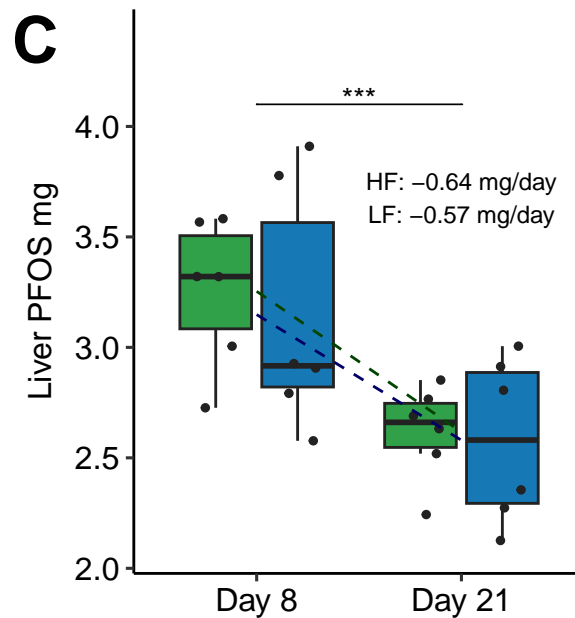 C
***
HF: −0.64 mg/day
LF: −0.57 mg/day
Liver PFOS mg
4.0
3.5
3.0
2.5
2.0
Day 8 Day 21